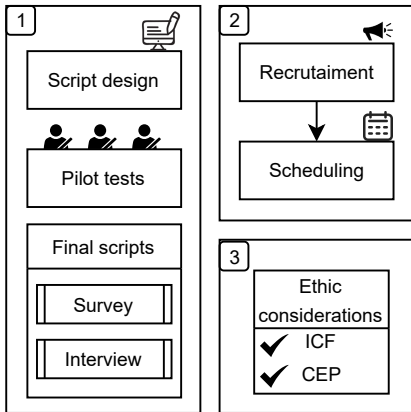 1
Script design
Pilot tests
Final scripts
Survey
Interview
2
Recrutaiment
Scheduling
3
Ethic
considerations
ICF
CEP